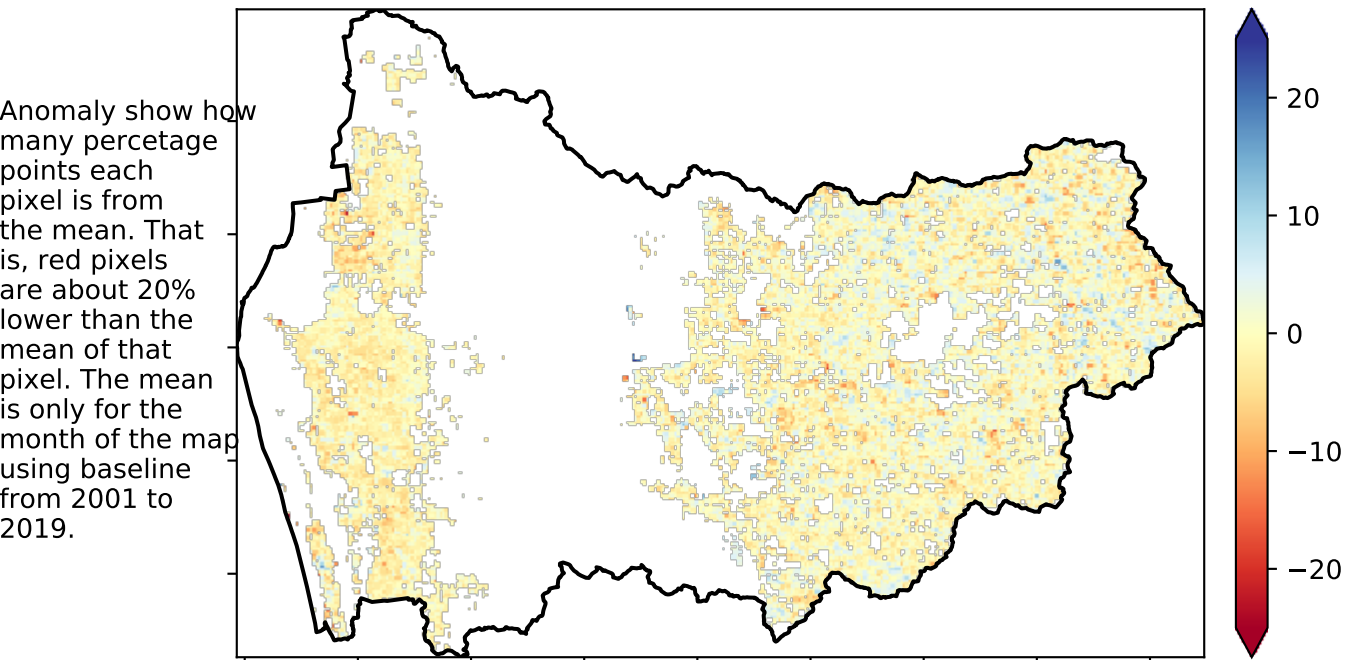 Anomaly show how
many percetage
points each
pixel is from
the mean. That
is, red pixels
are about 20%
lower than the
mean of that
pixel. The mean
is only for the
month of the map
using baseline
from 2001 to
2019.
20
10
0
−10
−20